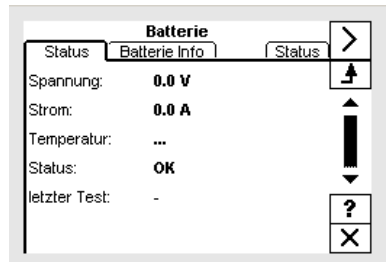 Batterie
Status Batterie Info Status
Spannung: 0.0 V
Strom: 0.0 A
Temperatur: ...
Status: OK
letzter Test: -
?